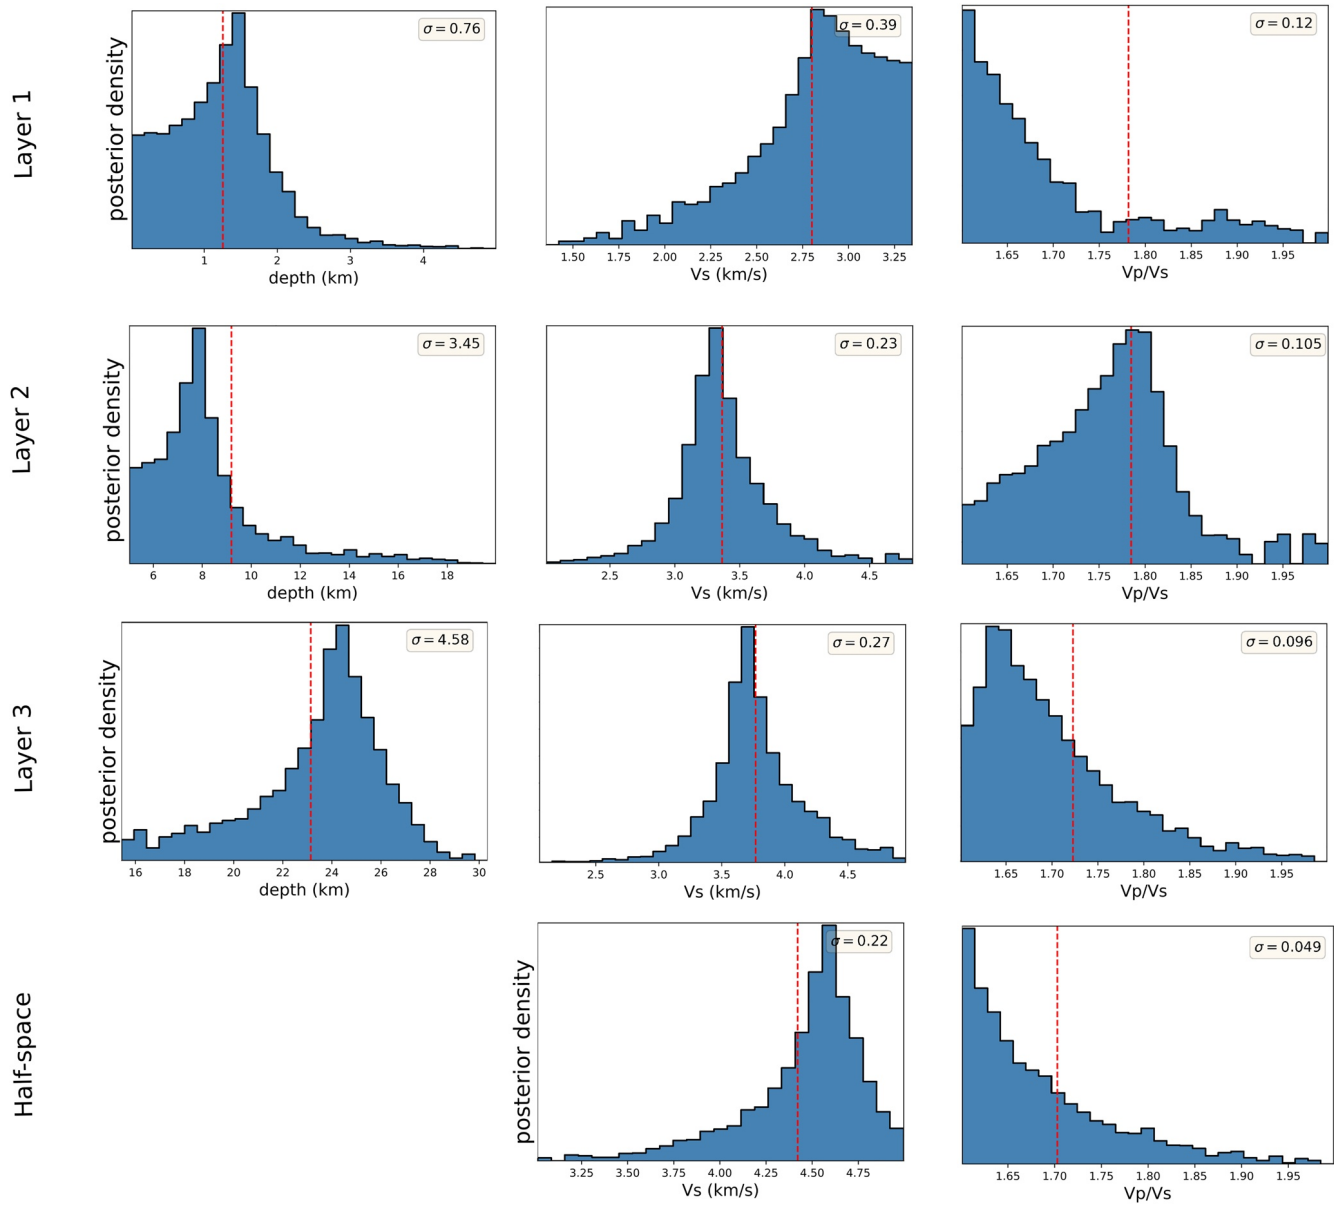 Layer 1
posterior density
σ = 0.76
1 2 3 4
depth (km)
σ = 0.39
1.50 1.75 2.00 2.25 2.50 2.75 3.00 3.25
Vs (km/s)
σ = 0.12
1.65 1.70 1.75 1.80 1.85 1.90 1.95
Vp/Vs
Layer 2
posterior density
σ = 3.45
6 8 10 12 14 16 18
depth (km)
σ = 0.23
2.5 3.0 3.5 4.0 4.5
Vs (km/s)
σ = 0.105
1.65 1.70 1.75 1.80 1.85 1.90 1.95
Vp/Vs
Layer 3
posterior density
σ = 4.58
16 18 20 22 24 26 28 30
depth (km)
σ = 0.27
2.5 3.0 3.5 4.0 4.5
Vs (km/s)
σ = 0.096
1.65 1.70 1.75 1.80 1.85 1.90 1.95
Vp/Vs
Half-space
posterior density
σ = 0.22
3.25 3.50 3.75 4.00 4.25 4.50 4.75
Vs (km/s)
σ = 0.049
1.65 1.70 1.75 1.80 1.85 1.90 1.95
Vp/Vs